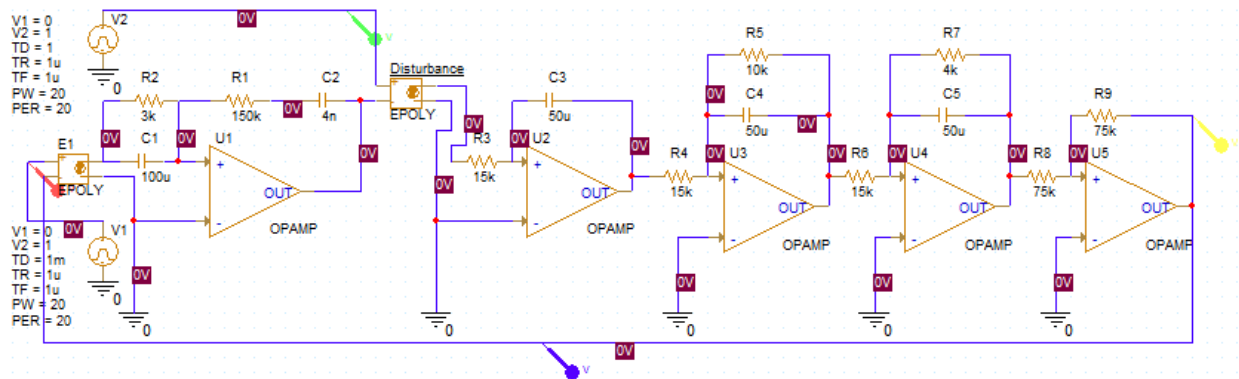 V1 = 0
V2 = 1
TD = 1
TR = 1u
TF = 1u
PW = 20
PER = 20
V2
0V
V
0
R2
3k
R1
150k
0V
C2
4n
Disturbance
EPOLY
0V
0V
C3
50u
R5
10k
0V
C4
50u
0V
R7
4k
C5
50u
R9
75k
V
E1
EPOLY
0V
C1
100u
0V
U1
+
-
OUT
OPAMP
0V
R3
15k
0V
U2
+
-
OUT
OPAMP
0V
R4
15k
0V
U3
+
-
OUT
OPAMP
0V
R6
15k
0V
U4
+
-
OUT
OPAMP
0V
R8
75k
0V
U5
+
-
OUT
OPAMP
0V
0V
V1 = 0
V2 = 1
TD = 1m
TR = 1u
TF = 1u
PW = 20
PER = 20
V1
0
0V
0
0V
0
0V
0
0V
0
0V
0
0V
V